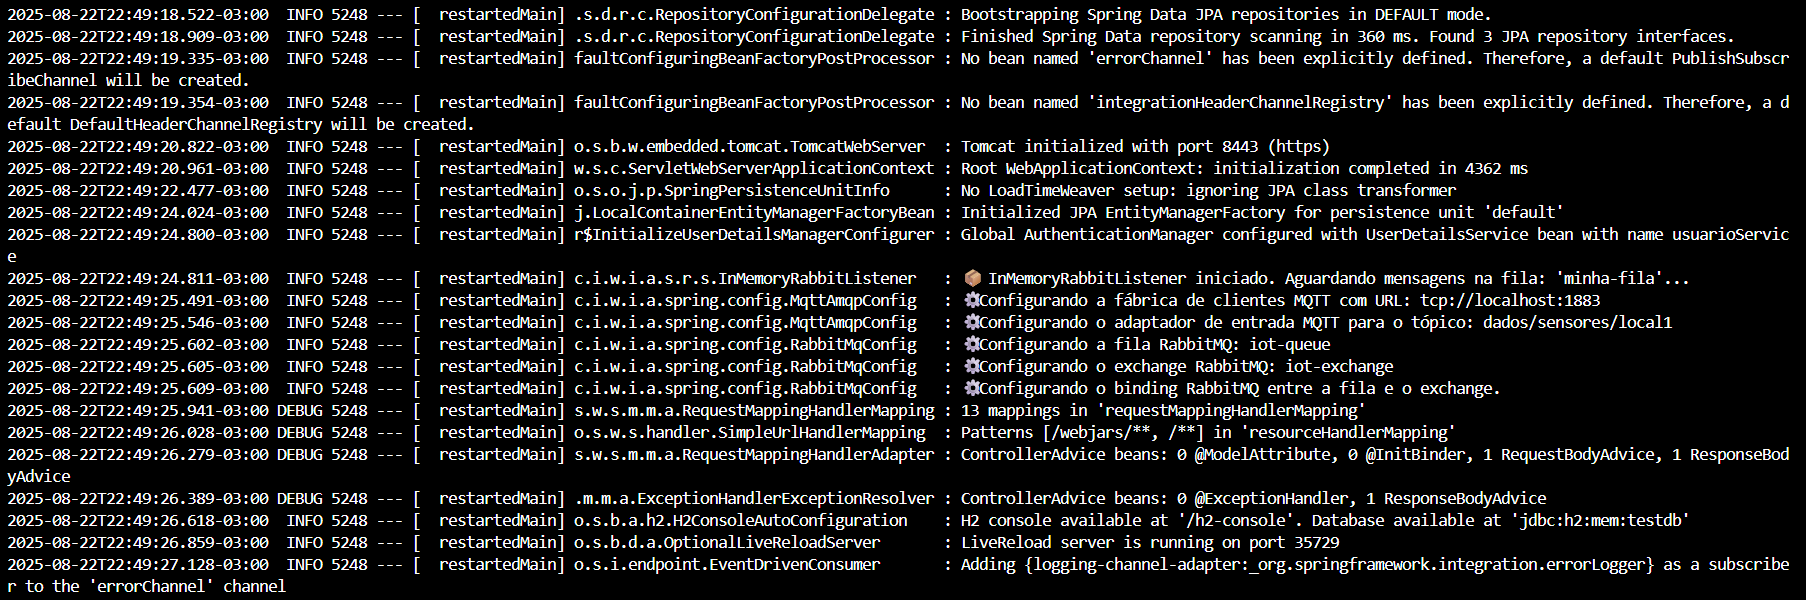 2025-08-22T22:49:18.522-03:00  INFO 5248 --- [  restartedMain] .s.d.r.c.RepositoryConfigurationDelegate : Bootstrapping Spring Data JPA repositories in DEFAULT mode.
2025-08-22T22:49:18.909-03:00  INFO 5248 --- [  restartedMain] .s.d.r.c.RepositoryConfigurationDelegate : Finished Spring Data repository scanning in 360 ms. Found 3 JPA repository interfaces.
2025-08-22T22:49:19.335-03:00  INFO 5248 --- [  restartedMain] faultConfiguringBeanFactoryPostProcessor : No bean named 'errorChannel' has been explicitly defined. Therefore, a default PublishSubscr
ibeChannel will be created.
2025-08-22T22:49:19.354-03:00  INFO 5248 --- [  restartedMain] faultConfiguringBeanFactoryPostProcessor : No bean named 'integrationHeaderChannelRegistry' has been explicitly defined. Therefore, a d
efault DefaultHeaderChannelRegistry will be created.
2025-08-22T22:49:20.822-03:00  INFO 5248 --- [  restartedMain] o.s.b.w.embedded.tomcat.TomcatWebServer  : Tomcat initialized with port 8443 (https)
2025-08-22T22:49:20.961-03:00  INFO 5248 --- [  restartedMain] w.s.c.ServletWebServerApplicationContext : Root WebApplicationContext: initialization completed in 4362 ms
2025-08-22T22:49:22.477-03:00  INFO 5248 --- [  restartedMain] o.s.o.j.p.SpringPersistenceUnitInfo      : No LoadTimeWeaver setup: ignoring JPA class transformer
2025-08-22T22:49:24.024-03:00  INFO 5248 --- [  restartedMain] j.LocalContainerEntityManagerFactoryBean : Initialized JPA EntityManagerFactory for persistence unit 'default'
2025-08-22T22:49:24.800-03:00  INFO 5248 --- [  restartedMain] r$InitializeUserDetailsManagerConfigurer : Global AuthenticationManager configured with UserDetailsService bean with name usuarioServic
e
2025-08-22T22:49:24.811-03:00  INFO 5248 --- [  restartedMain] c.i.w.i.a.s.r.s.InMemoryRabbitListener   : 📦 InMemoryRabbitListener iniciado. Aguardando mensagens na fila: 'minha-fila'...
2025-08-22T22:49:25.491-03:00  INFO 5248 --- [  restartedMain] c.i.w.i.a.spring.config.MqttAmqpConfig   : ⚙️Configurando a fábrica de clientes MQTT com URL: tcp://localhost:1883
2025-08-22T22:49:25.546-03:00  INFO 5248 --- [  restartedMain] c.i.w.i.a.spring.config.MqttAmqpConfig   : ⚙️Configurando o adaptador de entrada MQTT para o tópico: dados/sensores/local1
2025-08-22T22:49:25.602-03:00  INFO 5248 --- [  restartedMain] c.i.w.i.a.spring.config.RabbitMqConfig   : ⚙️Configurando a fila RabbitMQ: iot-queue
2025-08-22T22:49:25.605-03:00  INFO 5248 --- [  restartedMain] c.i.w.i.a.spring.config.RabbitMqConfig   : ⚙️Configurando o exchange RabbitMQ: iot-exchange
2025-08-22T22:49:25.609-03:00  INFO 5248 --- [  restartedMain] c.i.w.i.a.spring.config.RabbitMqConfig   : ⚙️Configurando o binding RabbitMQ entre a fila e o exchange.
2025-08-22T22:49:25.941-03:00 DEBUG 5248 --- [  restartedMain] s.w.s.m.m.a.RequestMappingHandlerMapping : 13 mappings in 'requestMappingHandlerMapping'
2025-08-22T22:49:26.028-03:00 DEBUG 5248 --- [  restartedMain] o.s.w.s.handler.SimpleUrlHandlerMapping  : Patterns [/webjars/**, /**] in 'resourceHandlerMapping'
2025-08-22T22:49:26.279-03:00 DEBUG 5248 --- [  restartedMain] s.w.s.m.m.a.RequestMappingHandlerAdapter : ControllerAdvice beans: 0 @ModelAttribute, 0 @InitBinder, 1 RequestBodyAdvice, 1 ResponseBod
yAdvice
2025-08-22T22:49:26.389-03:00 DEBUG 5248 --- [  restartedMain] .m.m.a.ExceptionHandlerExceptionResolver : ControllerAdvice beans: 0 @ExceptionHandler, 1 ResponseBodyAdvice
2025-08-22T22:49:26.618-03:00  INFO 5248 --- [  restartedMain] o.s.b.a.h2.H2ConsoleAutoConfiguration    : H2 console available at '/h2-console'. Database available at 'jdbc:h2:mem:testdb'
2025-08-22T22:49:26.859-03:00  INFO 5248 --- [  restartedMain] o.s.b.d.a.OptionalLiveReloadServer       : LiveReload server is running on port 35729
2025-08-22T22:49:27.128-03:00  INFO 5248 --- [  restartedMain] o.s.i.endpoint.EventDrivenConsumer       : Adding {logging-channel-adapter:_org.springframework.integration.errorLogger} as a subscribe
r to the 'errorChannel' channel